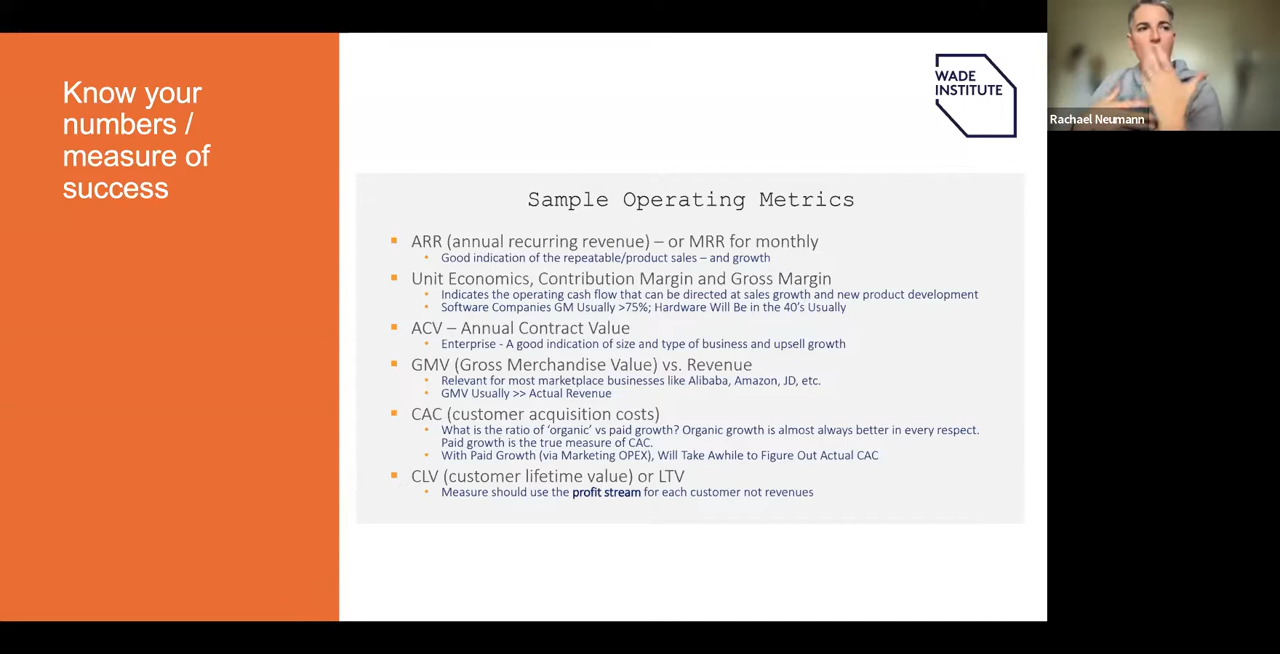 Know your
numbers /
measure of
success
WADE
INSTITUTE
Rachael Neumann
Sample Operating Metrics
ARR (annual recurring revenue) – or MRR for monthly
Good indication of the repeatable/product sales – and growth
Unit Economics, Contribution Margin and Gross Margin
Indicates the operating cash flow that can be directed at sales growth and new product development
Software Companies GM Usually >75%; Hardware Will Be in the 40's Usually
ACV – Annual Contract Value
Enterprise - A good indication of size and type of business and upsell growth
GMV (Gross Merchandise Value) vs. Revenue
Relevant for most marketplace businesses like Alibaba, Amazon, JD, etc.
GMV Usually >> Actual Revenue
CAC (customer acquisition costs)
What is the ratio of 'organic' vs paid growth? Organic growth is almost always better in every respect.
Paid growth is the true measure of CAC.
With Paid Growth (via Marketing OPEX), Will Take Awhile to Figure Out Actual CAC
CLV (customer lifetime value) or LTV
Measure should use the profit stream for each customer not revenues